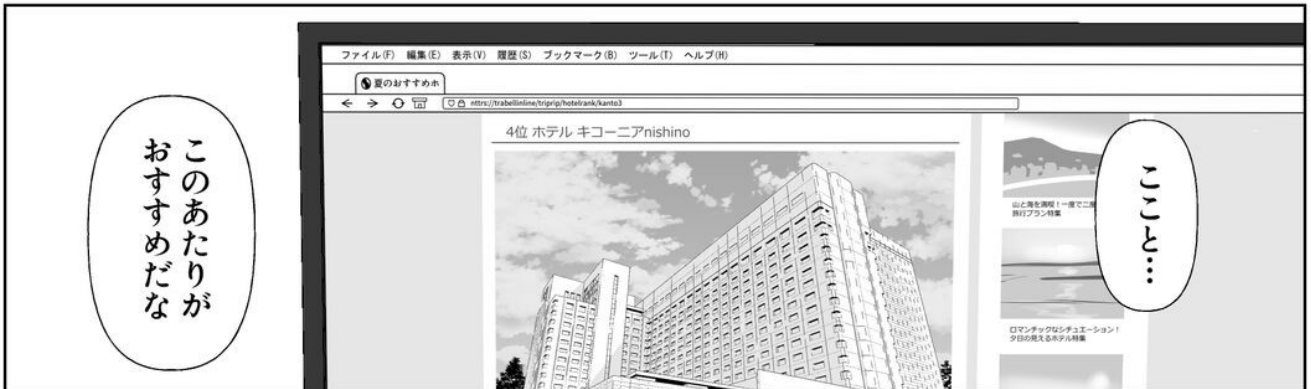 ここと…
ファイル(F) 編集(E) 表示(V) 履歴(S) ブックマーク(B) ツール(T) ヘルプ(H)
夏のおすすめホ
nttrs://trabellinline/triprip/hotelrank/kanto3
4位 ホテル キコーニアnishino
山と海を満喫!一度で二度
旅行プラン特集
ロマンチックなシチュエーション!
夕日の見えるホテル特集
このあたりが
おすすめだな